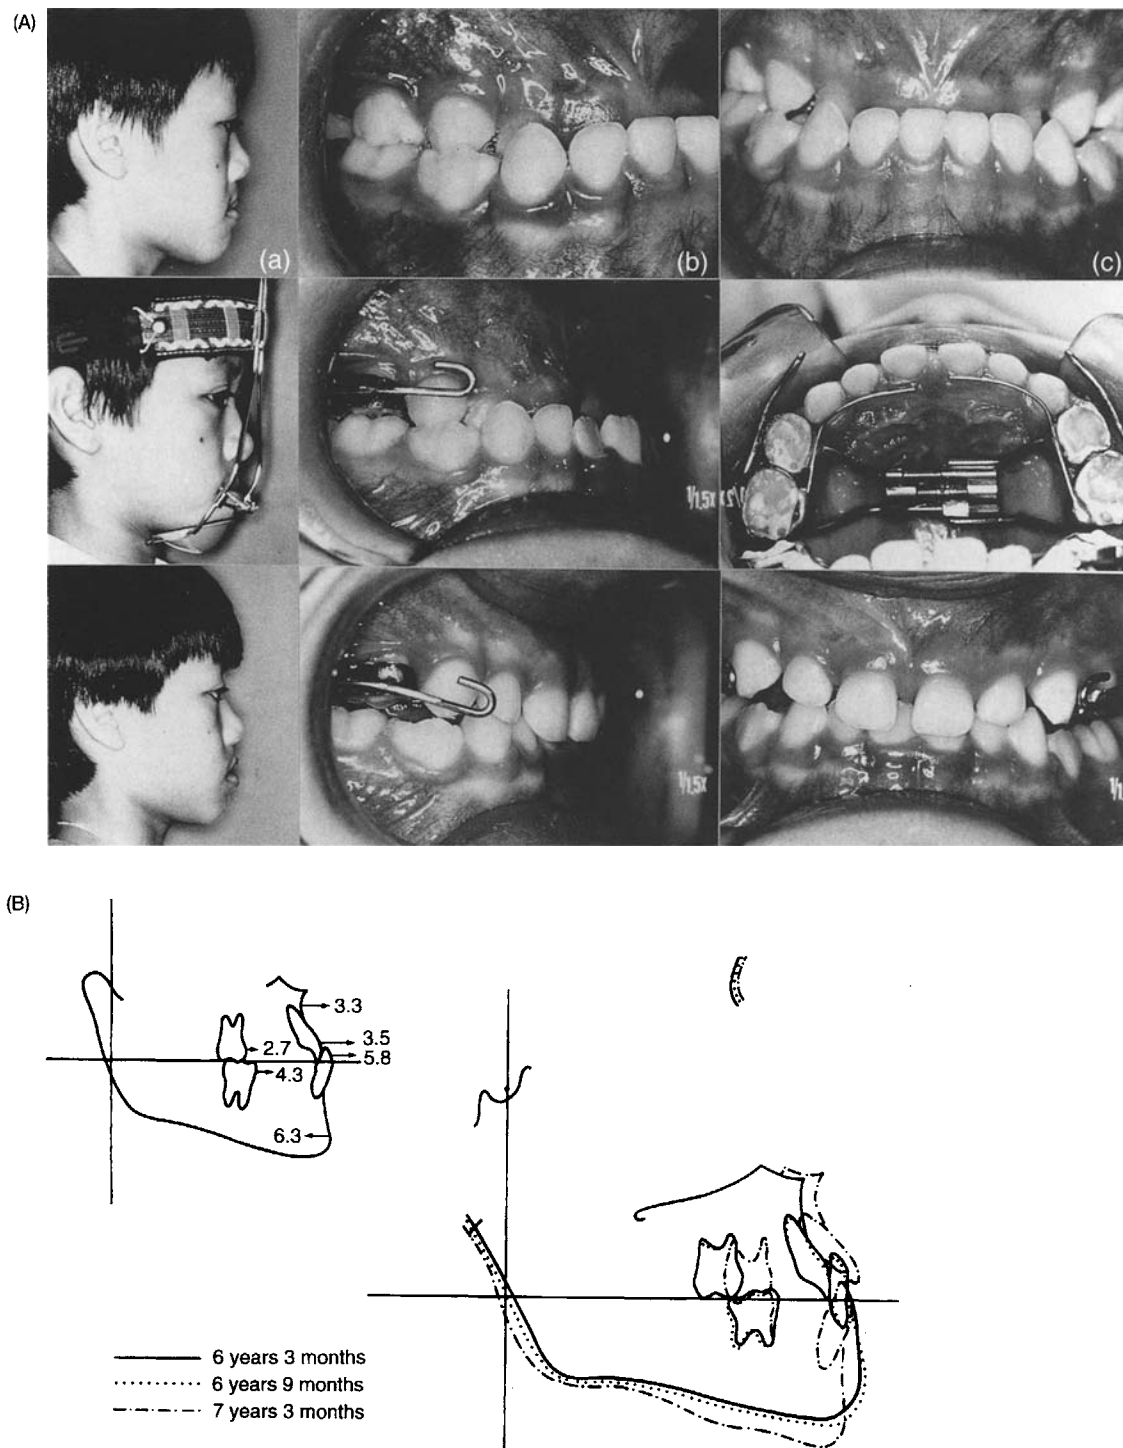 (A)
(a)
(b)
(c)
1/1.5X
1/1.5X
(B)
3.3
3.5
5.8
2.7
4.3
6.3
6 years 3 months
6 years 9 months
7 years 3 months